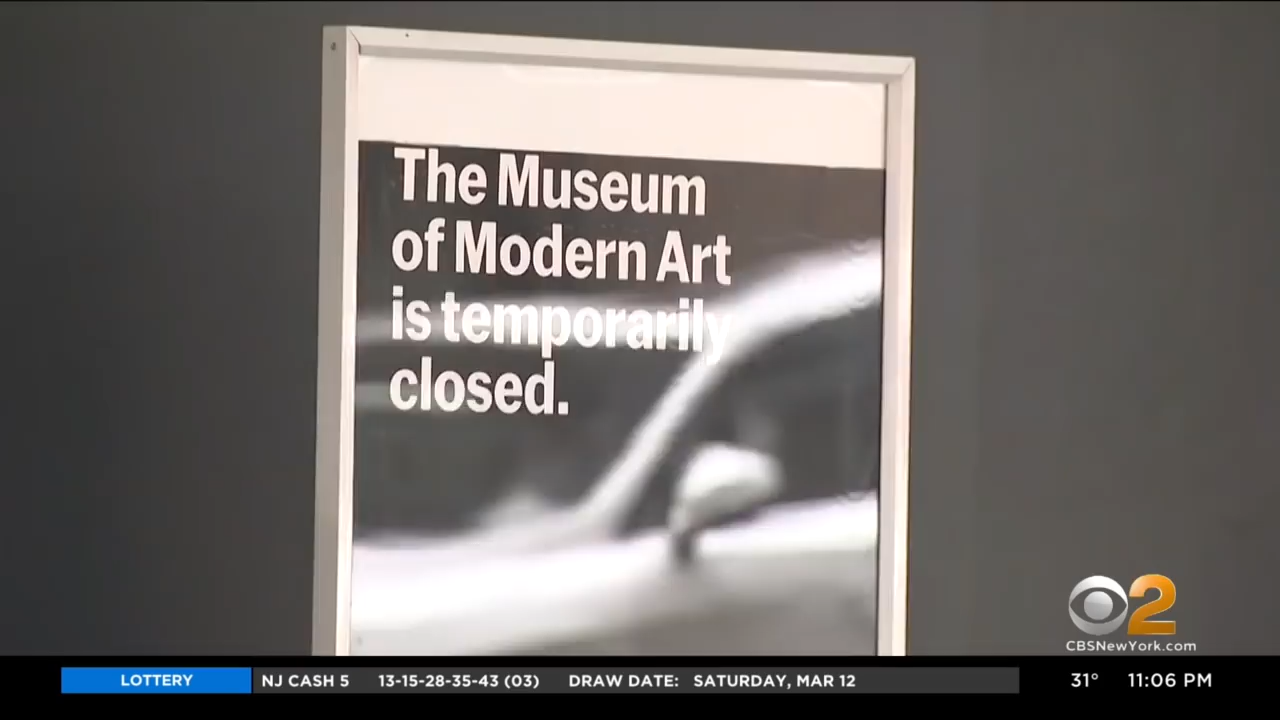 The Museum
of Modern Art
is temporarily
closed.
2
CBSNewYork.com
LOTTERY NJ CASH 5 13-15-28-35-43 (03) DRAW DATE: SATURDAY, MAR 12 31° 11:06 PM